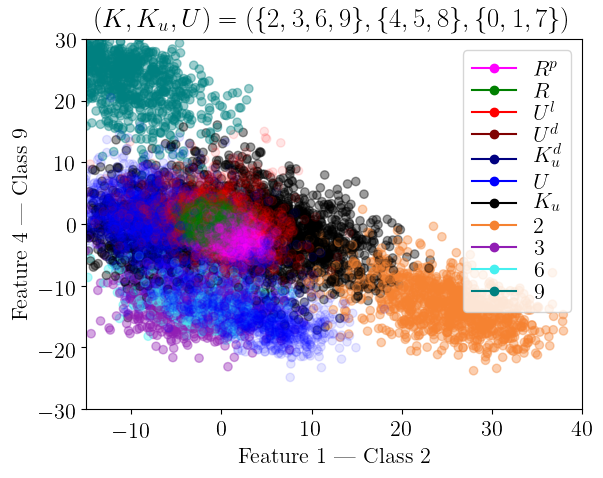 (K, K_u, U) = ({2, 3, 6, 9}, {4, 5, 8}, {0, 1, 7})
30
20
10
0
−10
−20
−30
Feature 4 — Class 9
R^p
R
U^l
U^d
K_u^d
U
K_u
2
3
6
9
−10
0
10
20
30
40
Feature 1 — Class 2